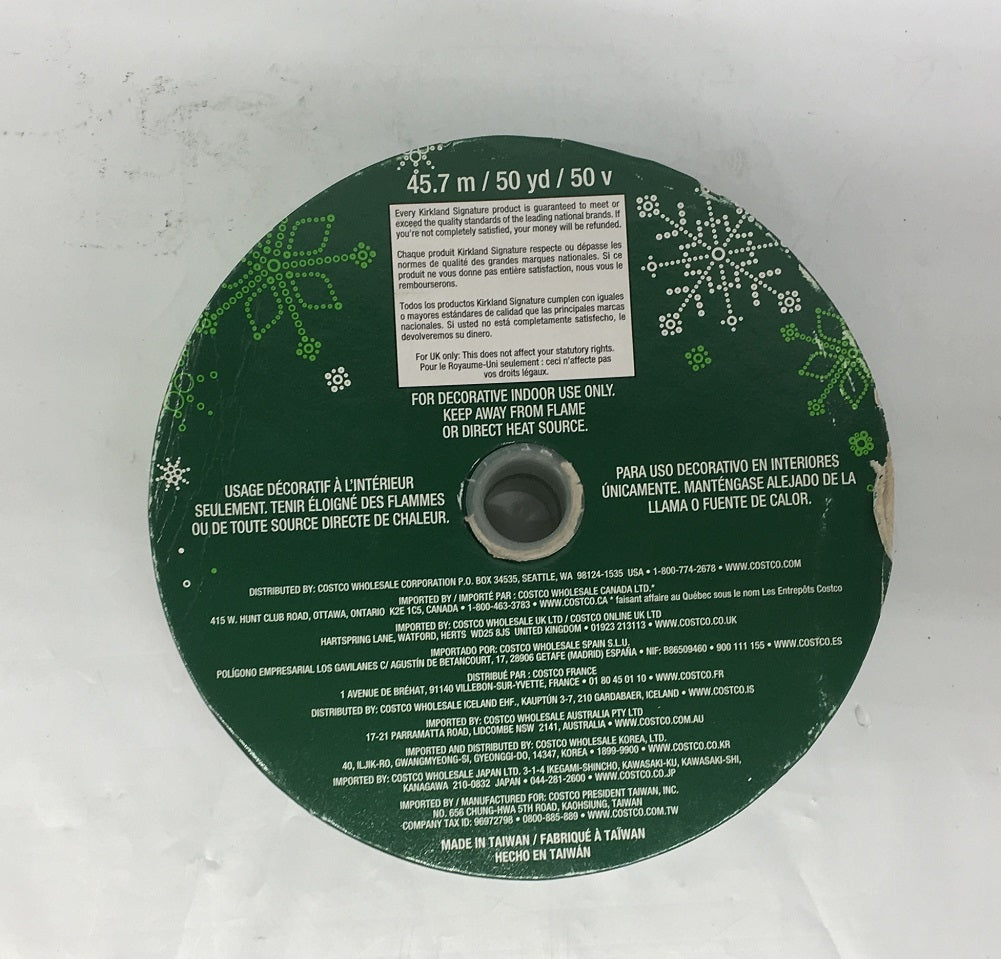 45.7 m / 50 yd / 50 v
Every Kirkland Signature product is guaranteed to meet or
exceed the quality standards of the leading national brands. If
you're not completely satisfied, your money will be refunded.
Chaque produit Kirkland Signature respecte ou dépasse les
normes de qualité des grandes marques nationales. Si ce
produit ne vous donne pas entière satisfaction, nous vous le
rembourserons.
Todos los productos Kirkland Signature cumplen con iguales
o mayores estándares de calidad que las principales marcas
nacionales. Si usted no está completamente satisfecho, le
devolveremos su dinero.
For UK only: This does not affect your statutory rights.
Pour le Royaume-Uni seulement : ceci n'affecte pas
vos droits légaux.
FOR DECORATIVE INDOOR USE ONLY.
KEEP AWAY FROM FLAME
OR DIRECT HEAT SOURCE.
USAGE DÉCORATIF À L'INTÉRIEUR
SEULEMENT. TENIR ÉLOIGNÉ DES FLAMMES
OU DE TOUTE SOURCE DIRECTE DE CHALEUR.
PARA USO DECORATIVO EN INTERIORES
ÚNICAMENTE. MANTÉNGASE ALEJADO DE LA
LLAMA O FUENTE DE CALOR.
DISTRIBUTED BY: COSTCO WHOLESALE CORPORATION P.O. BOX 34535, SEATTLE, WA 98124-1535 USA • 1-800-774-2678 • WWW.COSTCO.COM
IMPORTED BY / IMPORTÉ PAR : COSTCO WHOLESALE CANADA LTD.*
415 W. HUNT CLUB ROAD, OTTAWA, ONTARIO K2E 1C5, CANADA • 1-800-463-3783 • WWW.COSTCO.CA * faisant affaire au Québec sous le nom Les Entrepôts Costco
IMPORTED BY: COSTCO WHOLESALE UK LTD / COSTCO ONLINE UK LTD
HARTSPRING LANE, WATFORD, HERTS WD25 8JS UNITED KINGDOM • 01923 213113 • WWW.COSTCO.CO.UK
IMPORTADO POR: COSTCO WHOLESALE SPAIN S.L.U.
POLÍGONO EMPRESARIAL LOS GAVILANES C/ AGUSTÍN DE BETANCOURT, 17, 28906 GETAFE (MADRID) ESPAÑA • NIF: B86509460 • 900 111 155 • WWW.COSTCO.ES
DISTRIBUÉ PAR : COSTCO FRANCE
1 AVENUE DE BRÉHAT, 91140 VILLEBON-SUR-YVETTE, FRANCE • 01 80 45 01 10 • WWW.COSTCO.FR
DISTRIBUTED BY: COSTCO WHOLESALE ICELAND EHF., KAUPTÚN 3-7, 210 GARDABAER, ICELAND • WWW.COSTCO.IS
IMPORTED BY: COSTCO WHOLESALE AUSTRALIA PTY LTD
17-21 PARRAMATTA ROAD, LIDCOMBE NSW 2141, AUSTRALIA • WWW.COSTCO.COM.AU
IMPORTED AND DISTRIBUTED BY: COSTCO WHOLESALE KOREA, LTD.
40, ILJIK-RO, GWANGMYEONG-SI, GYEONGGI-DO, 14347, KOREA • 1899-9900 • WWW.COSTCO.CO.KR
IMPORTED BY: COSTCO WHOLESALE JAPAN LTD. 3-1-4 IKEGAMI-SHINCHO, KAWASAKI-KU, KAWASAKI-SHI,
KANAGAWA 210-0832 JAPAN • 044-281-2600 • WWW.COSTCO.CO.JP
IMPORTED BY / MANUFACTURED FOR: COSTCO PRESIDENT TAIWAN, INC.
NO. 656 CHUNG-HWA 5TH ROAD, KAOHSIUNG, TAIWAN
COMPANY TAX ID: 96972798 • 0800-885-889 • WWW.COSTCO.COM.TW
MADE IN TAIWAN / FABRIQUÉ À TAÏWAN
HECHO EN TAIWÁN